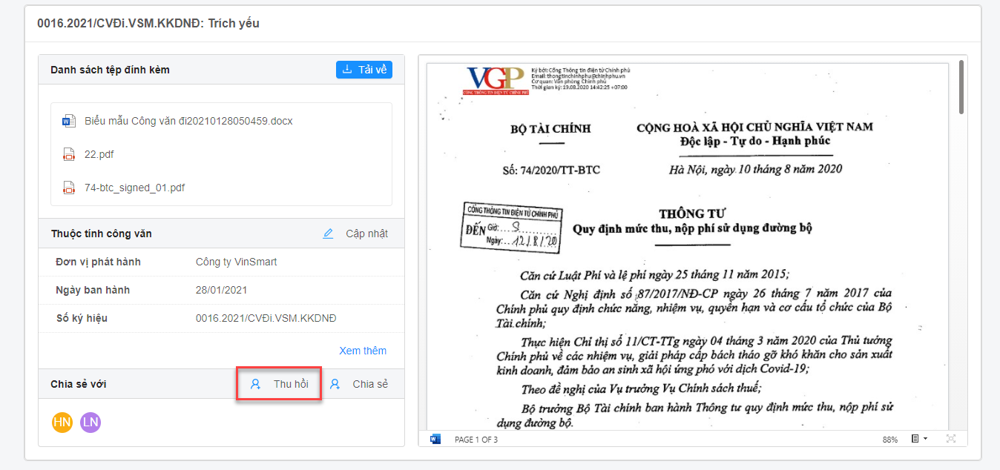 0016.2021/CVĐi.VSM.KKDNĐ: Trích yếu
Danh sách tệp đính kèm
Tải về
Biểu mẫu Công văn đi20210128050459.docx
22.pdf
74-btc_signed_01.pdf
Thuộc tính công văn
Cập nhật
Đơn vị phát hành Công ty VinSmart
Ngày ban hành 28/01/2021
Số ký hiệu 0016.2021/CVĐi.VSM.KKDNĐ
Xem thêm
Chia sẻ với
Thu hồi
Chia sẻ
HN LN
VGP
CỔNG THÔNG TIN ĐIỆN TỬ CHÍNH PHỦ
Ký bởi: Cổng Thông tin điện tử Chính phủ
Email: thongtinchinhphu@chinhphu.vn
Cơ quan: Văn phòng Chính phủ
Thời gian ký: 19.08.2020 14:42:25 +07:00
BỘ TÀI CHÍNH
CỘNG HOÀ XÃ HỘI CHỦ NGHĨA VIỆT NAM
Độc lập - Tự do - Hạnh phúc
Số: 74/2020/TT-BTC
Hà Nội, ngày 10 tháng 8 năm 2020
CỔNG THÔNG TIN ĐIỆN TỬ CHÍNH PHỦ
ĐẾN Giờ:....S............
Ngày:...12/.8./.20
THÔNG TƯ
Quy định mức thu, nộp phí sử dụng đường bộ
Căn cứ Luật Phí và lệ phí ngày 25 tháng 11 năm 2015;
Căn cứ Nghị định số 87/2017/NĐ-CP ngày 26 tháng 7 năm 2017 của
Chính phủ quy định chức năng, nhiệm vụ, quyền hạn và cơ cấu tổ chức của Bộ
Tài chính;
Thực hiện Chỉ thị số 11/CT-TTg ngày 04 tháng 3 năm 2020 của Thủ tướng
Chính phủ về các nhiệm vụ, giải pháp cấp bách tháo gỡ khó khăn cho sản xuất
kinh doanh, đảm bảo an sinh xã hội ứng phó với dịch Covid-19;
Theo đề nghị của Vụ trưởng Vụ Chính sách thuế;
Bộ trưởng Bộ Tài chính ban hành Thông tư quy định mức thu, nộp phí sử
dụng đường bộ.
PAGE 1 OF 3
88%